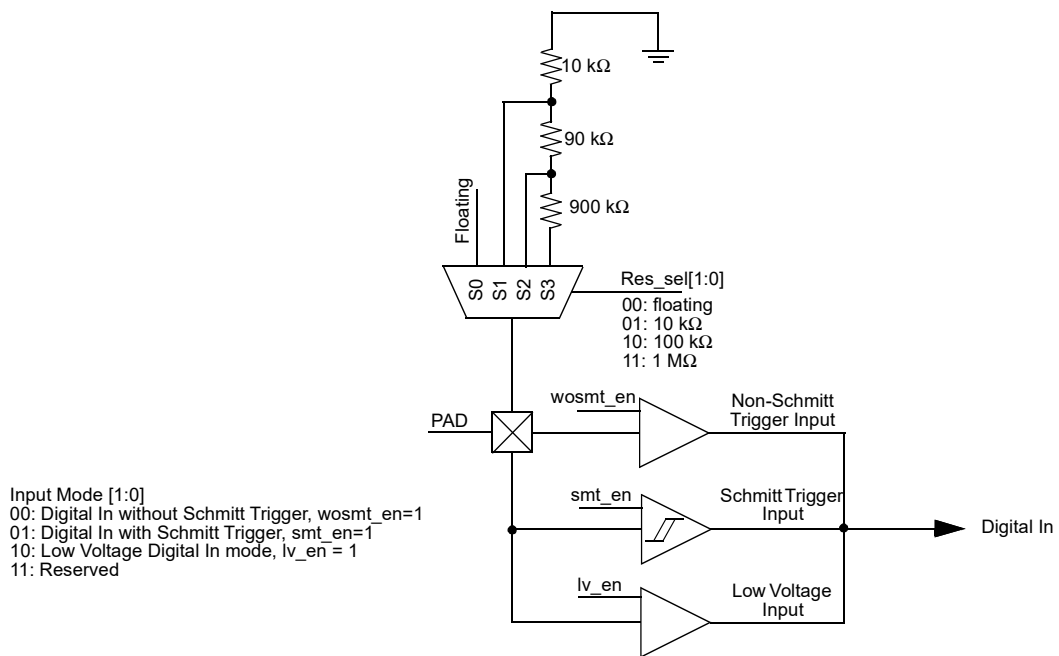 10 kΩ
90 kΩ
900 kΩ
Floating
S0
S1
S2
S3
Res_sel[1:0]
00: floating
01: 10 kΩ
10: 100 kΩ
11: 1 MΩ
PAD
wosmt_en
Non-Schmitt
Trigger Input
Input Mode [1:0]
00: Digital In without Schmitt Trigger, wosmt_en=1
01: Digital In with Schmitt Trigger, smt_en=1
10: Low Voltage Digital In mode, lv_en = 1
11: Reserved
smt_en
Schmitt Trigger
Input
Digital In
lv_en
Low Voltage
Input